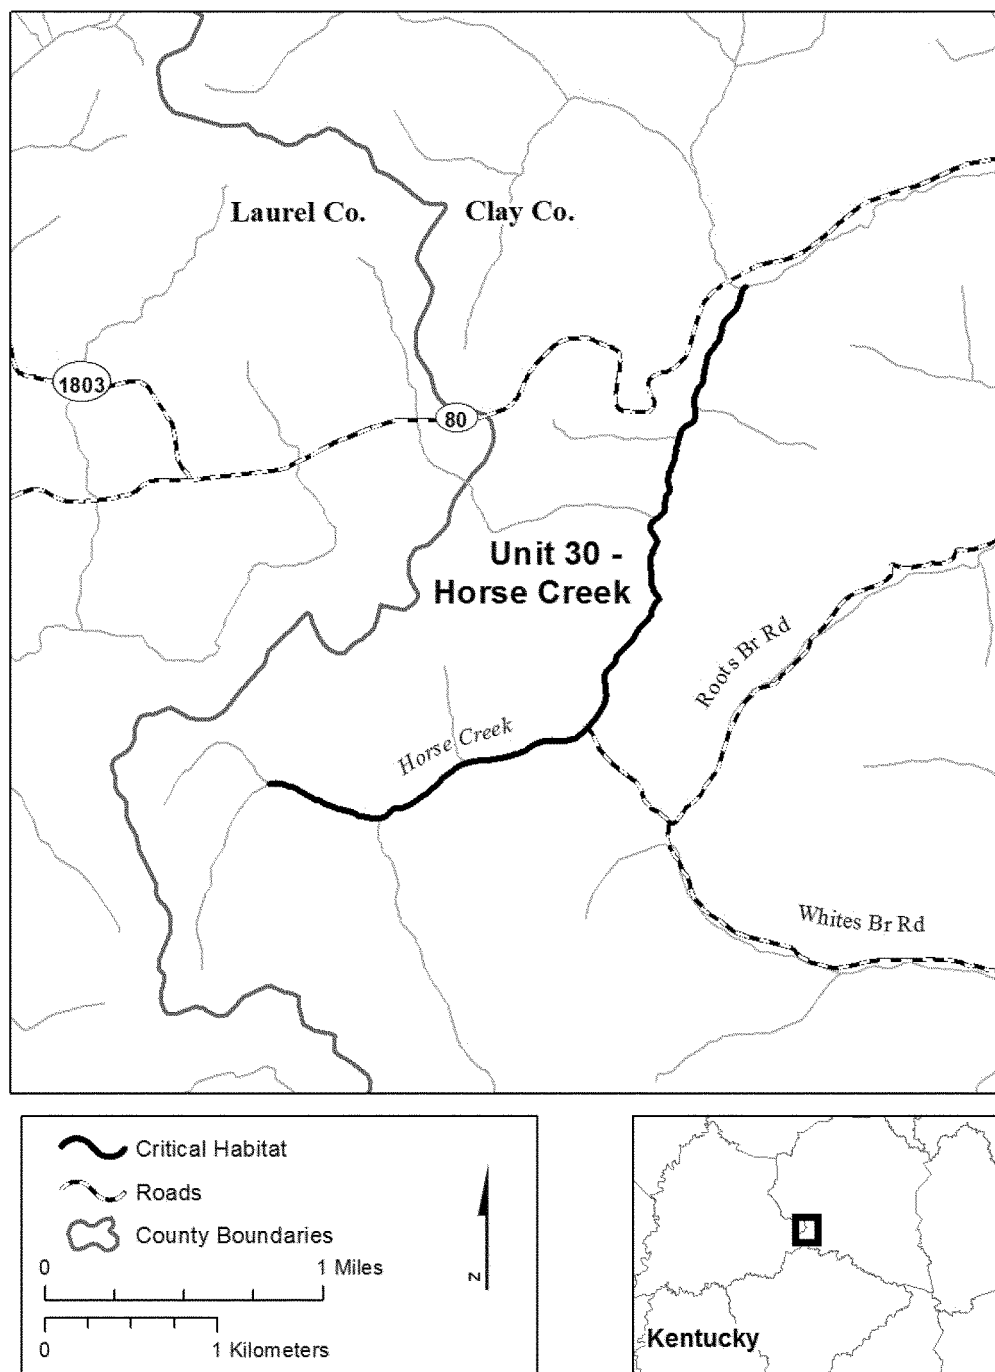 Laurel Co.
Clay Co.
1803
80
Unit 30 -
Horse Creek
Roots Br Rd
Horse Creek
Whites Br Rd
Critical Habitat
Roads
County Boundaries
0 1 Miles
0 1 Kilometers
N
Kentucky